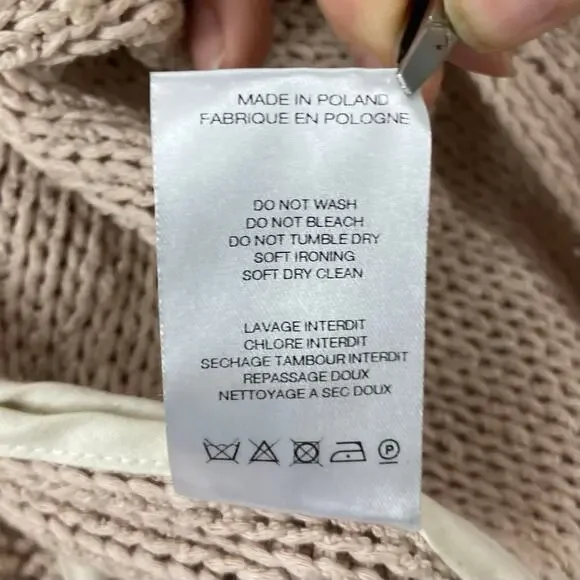 MADE IN POLAND
FABRIQUE EN POLOGNE
DO NOT WASH
DO NOT BLEACH
DO NOT TUMBLE DRY
SOFT IRONING
SOFT DRY CLEAN
LAVAGE INTERDIT
CHLORE INTERDIT
SECHAGE TAMBOUR INTERDIT
REPASSAGE DOUX
NETTOYAGE A SEC DOUX
P